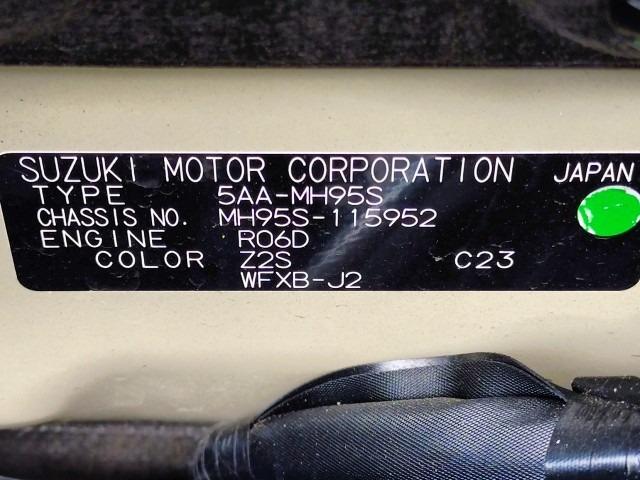 SUZUKI MOTOR CORPORATION JAPAN
TYPE 5AA-MH95S
CHASSIS NO. MH95S-115952
ENGINE R06D
COLOR Z2S C23
WFXB-J2